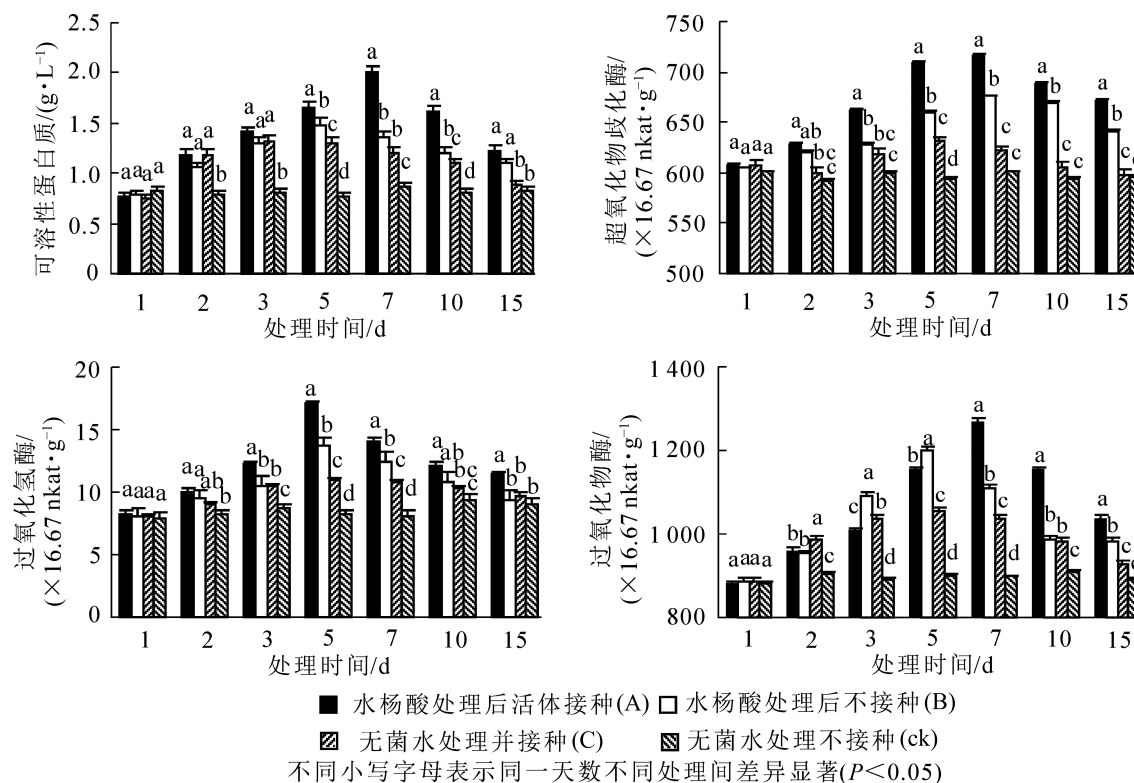 可溶性蛋白质/(g·L⁻¹)
2.5
2.0
1.5
1.0
0.5
0
a a a a
a a a b
a a a b
a b c d
a b b c
a b c d
a a b b
1 2 3 5 7 10 15
处理时间/d
超氧化物歧化酶/
(×16.67 nkat·g⁻¹)
750
700
650
600
550
500
a a a a
a ab bc c
a b bc c
a b c d
a b c c
a b c c
a b c
1 2 3 5 7 10 15
处理时间/d
过氧化氢酶/
(×16.67 nkat·g⁻¹)
20
15
10
5
0
a a a a
a a ab b
a b b c
a b c d
a b c d
a ab bc c
a b b b
1 2 3 5 7 10 15
处理时间/d
过氧化物酶/
(×16.67 nkat·g⁻¹)
1 400
1 200
1 000
800
a a a a
b b a c
c a b d
b a c d
a b c d
a b b c
a b c
1 2 3 5 7 10 15
处理时间/d
水杨酸处理后活体接种(A) 水杨酸处理后不接种(B)
无菌水处理并接种(C) 无菌水处理不接种(ck)
不同小写字母表示同一天数不同处理间差异显著(P<0.05)